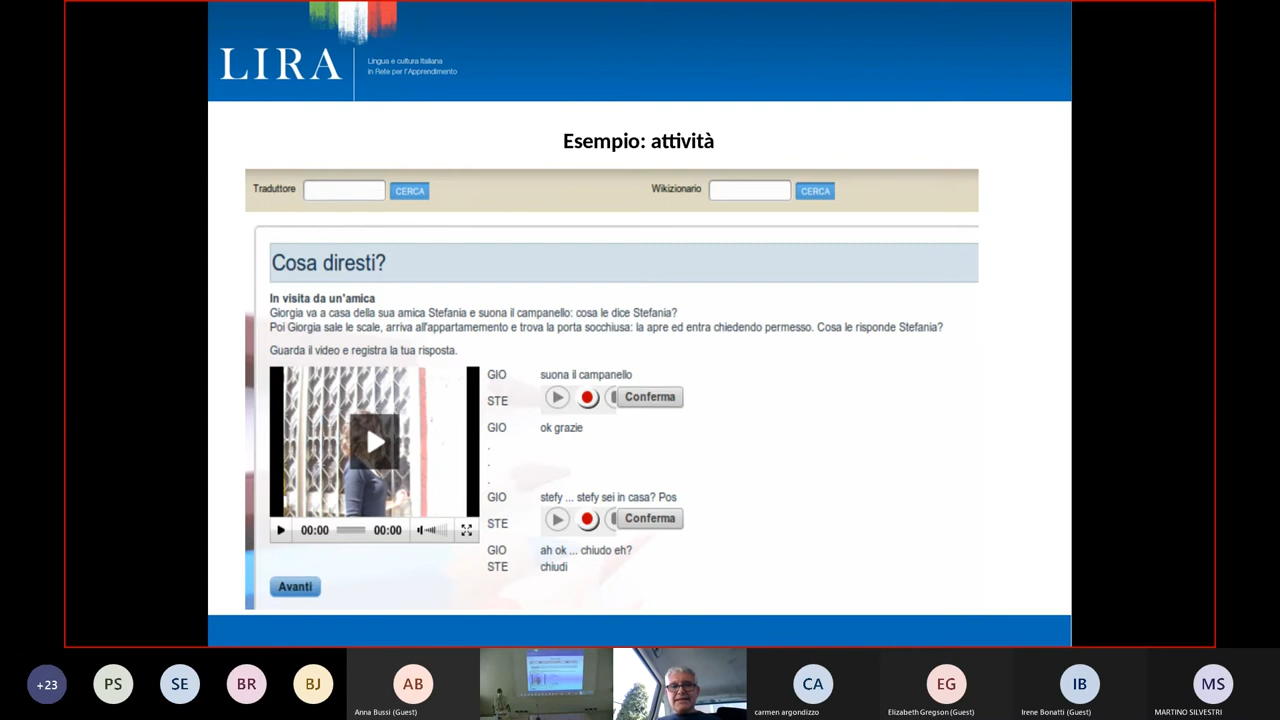 LIRA
Lingua e cultura Italiana
in Rete per l'Apprendimento
Esempio: attività
Traduttore CERCA Wikizionario CERCA
Cosa diresti?
In visita da un'amica
Giorgia va a casa della sua amica Stefania e suona il campanello: cosa le dice Stefania?
Poi Giorgia sale le scale, arriva all'appartamemento e trova la porta socchiusa: la apre ed entra chiedendo permesso. Cosa le risponde Stefania?
Guarda il video e registra la tua risposta.
GIO suona il campanello
STE Conferma
GIO ok grazie
.
.
.
GIO stefy ... stefy sei in casa? Pos
STE Conferma
00:00 00:00
GIO ah ok ... chiudo eh?
STE chiudi
Avanti
+23 PS SE BR BJ AB CA EG IB MS
Anna Bussi (Guest) carmen argondizzo Elizabeth Gregson (Guest) Irene Bonatti (Guest) MARTINO SILVESTRI